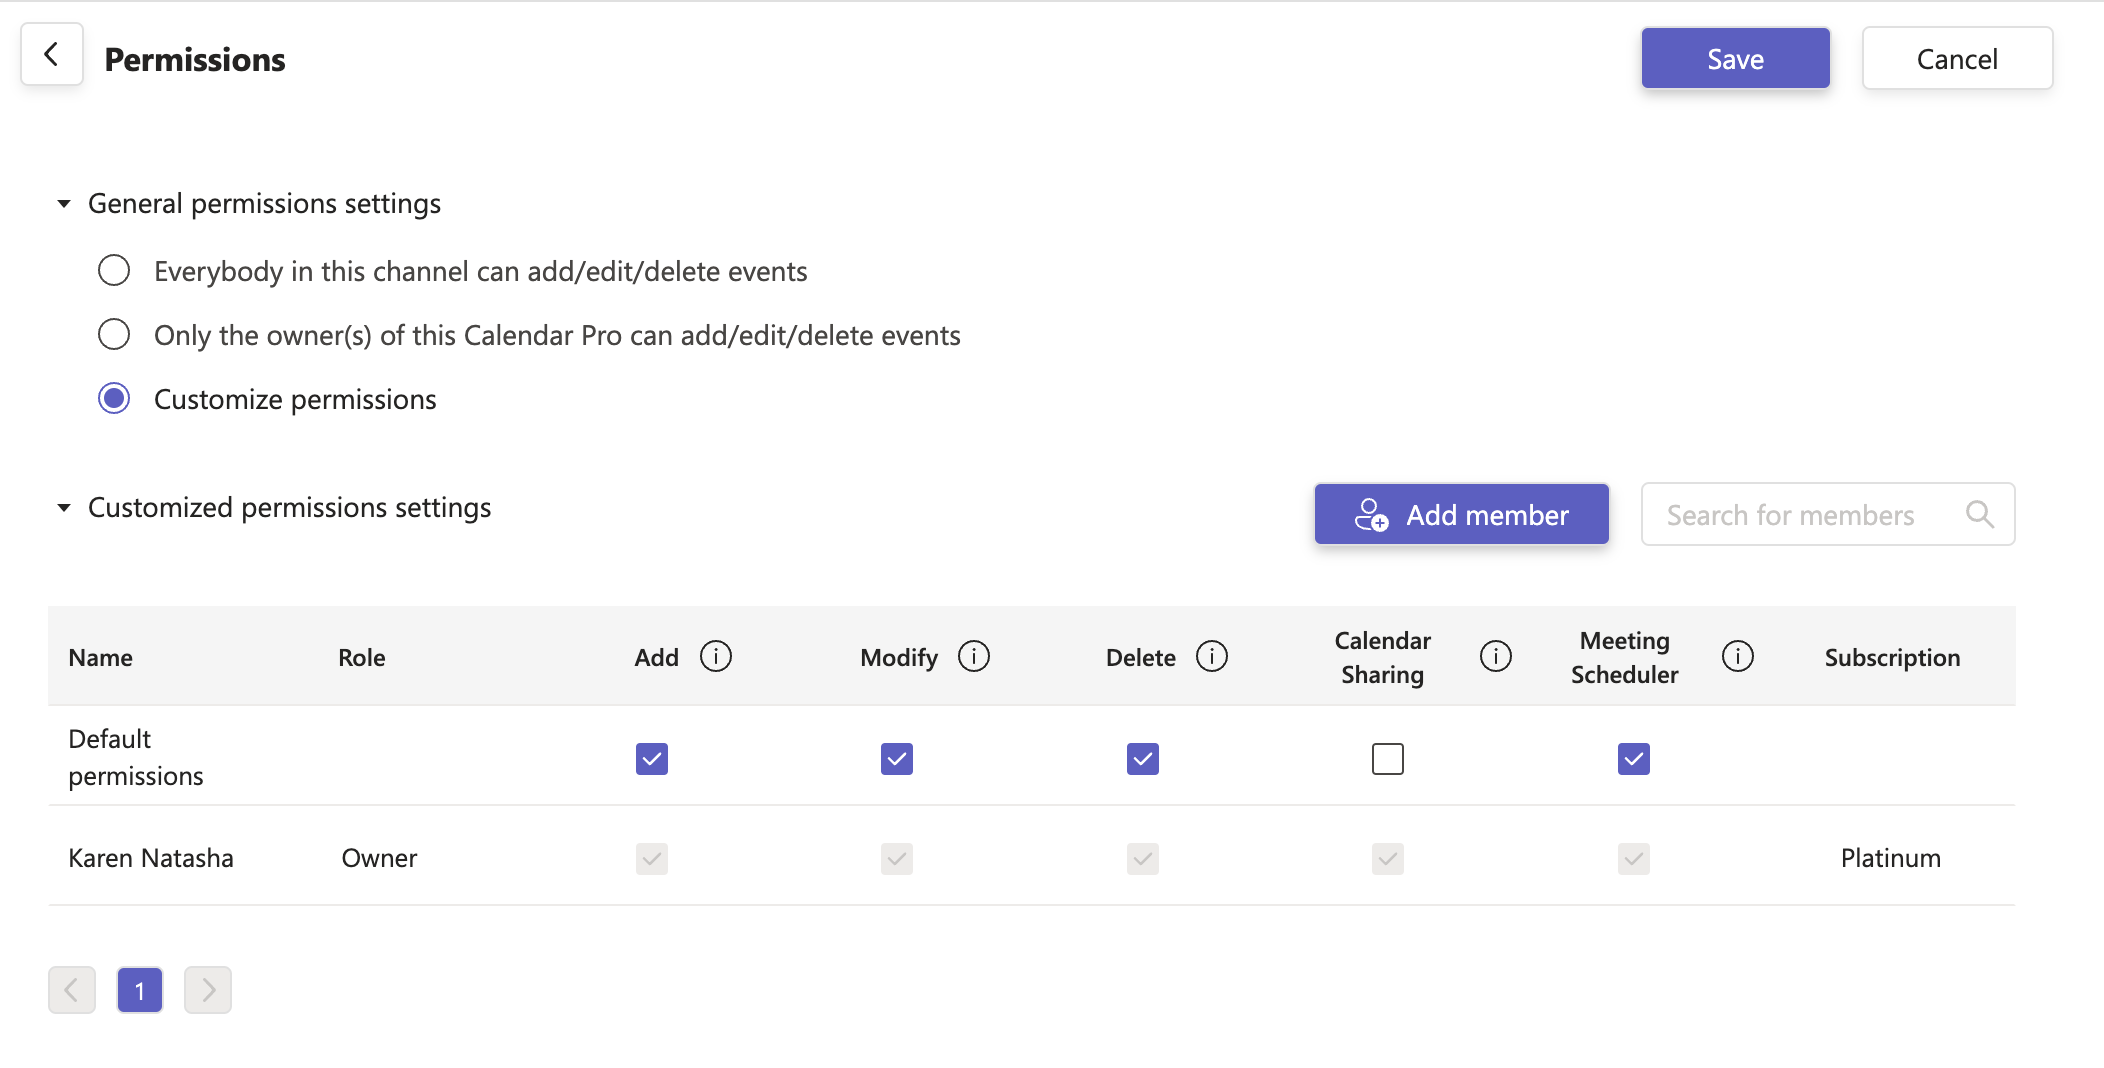 Permissions
Save
Cancel
General permissions settings
Everybody in this channel can add/edit/delete events
Only the owner(s) of this Calendar Pro can add/edit/delete events
Customize permissions
Customized permissions settings
Add member
Search for members
Name Role Add Modify Delete Calendar Sharing Meeting Scheduler Subscription
Default
permissions
Karen Natasha Owner Platinum
1